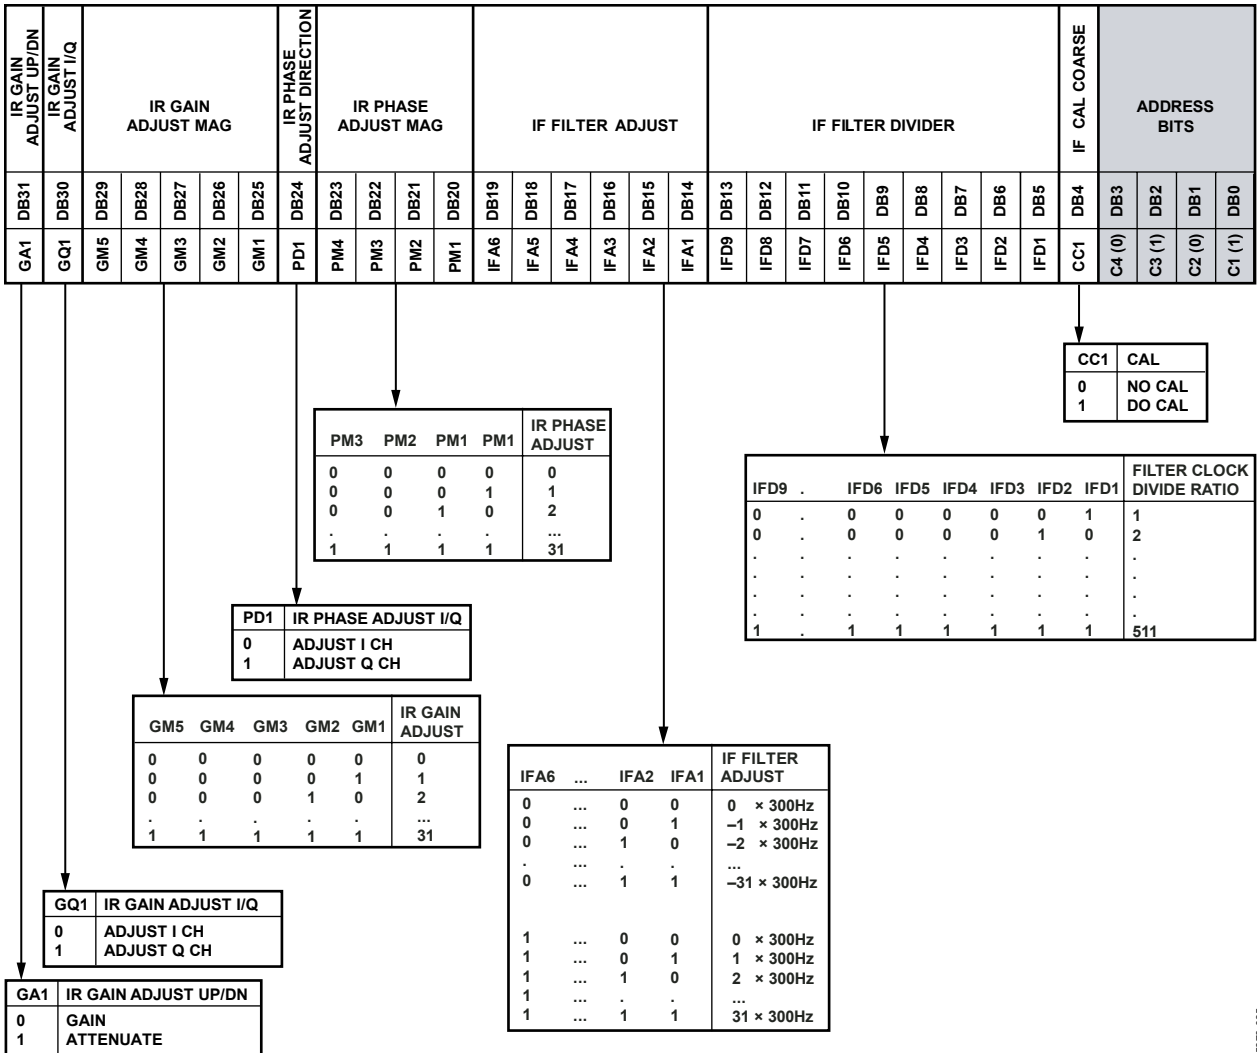 IR GAIN
ADJUST UP/DN
IR GAIN
ADJUST I/Q
IR GAIN
ADJUST MAG
IR PHASE
ADJUST DIRECTION
IR PHASE
ADJUST MAG
IF FILTER ADJUST
IF FILTER DIVIDER
IF CAL COARSE
ADDRESS
BITS
DB31 DB30 DB29 DB28 DB27 DB26 DB25 DB24 DB23 DB22 DB21 DB20 DB19 DB18 DB17 DB16 DB15 DB14 DB13 DB12 DB11 DB10 DB9 DB8 DB7 DB6 DB5 DB4 DB3 DB2 DB1 DB0
GA1 GQ1 GM5 GM4 GM3 GM2 GM1 PD1 PM4 PM3 PM2 PM1 IFA6 IFA5 IFA4 IFA3 IFA2 IFA1 IFD9 IFD8 IFD7 IFD6 IFD5 IFD4 IFD3 IFD2 IFD1 CC1 C4 (0) C3 (1) C2 (0) C1 (1)
CC1 CAL
0 NO CAL
1 DO CAL
PM3 PM2 PM1 PM1 IR PHASE
ADJUST
0 0 0 0 0
0 0 0 1 1
0 0 1 0 2
. . . . ...
1 1 1 1 31
IFD9 . IFD6 IFD5 IFD4 IFD3 IFD2 IFD1 FILTER CLOCK
DIVIDE RATIO
0 . 0 0 0 0 0 1 1
0 . 0 0 0 0 1 0 2
. . . . . . . . .
. . . . . . . . .
. . . . . . . . .
. . . . . . . . .
1 . 1 1 1 1 1 1 511
PD1 IR PHASE ADJUST I/Q
0 ADJUST I CH
1 ADJUST Q CH
GM5 GM4 GM3 GM2 GM1 IR GAIN
ADJUST
0 0 0 0 0 0
0 0 0 0 1 1
0 0 0 1 0 2
. . . . . ...
1 1 1 1 1 31
IFA6 ... IFA2 IFA1 IF FILTER
ADJUST
0 ... 0 0 0 × 300Hz
0 ... 0 1 –1 × 300Hz
0 ... 1 0 –2 × 300Hz
. ... . . ...
0 ... 1 1 –31 × 300Hz
1 ... 0 0 0 × 300Hz
1 ... 0 1 1 × 300Hz
1 ... 1 0 2 × 300Hz
1 ... . . ...
1 ... 1 1 31 × 300Hz
GQ1 IR GAIN ADJUST I/Q
0 ADJUST I CH
1 ADJUST Q CH
GA1 IR GAIN ADJUST UP/DN
0 GAIN
1 ATTENUATE